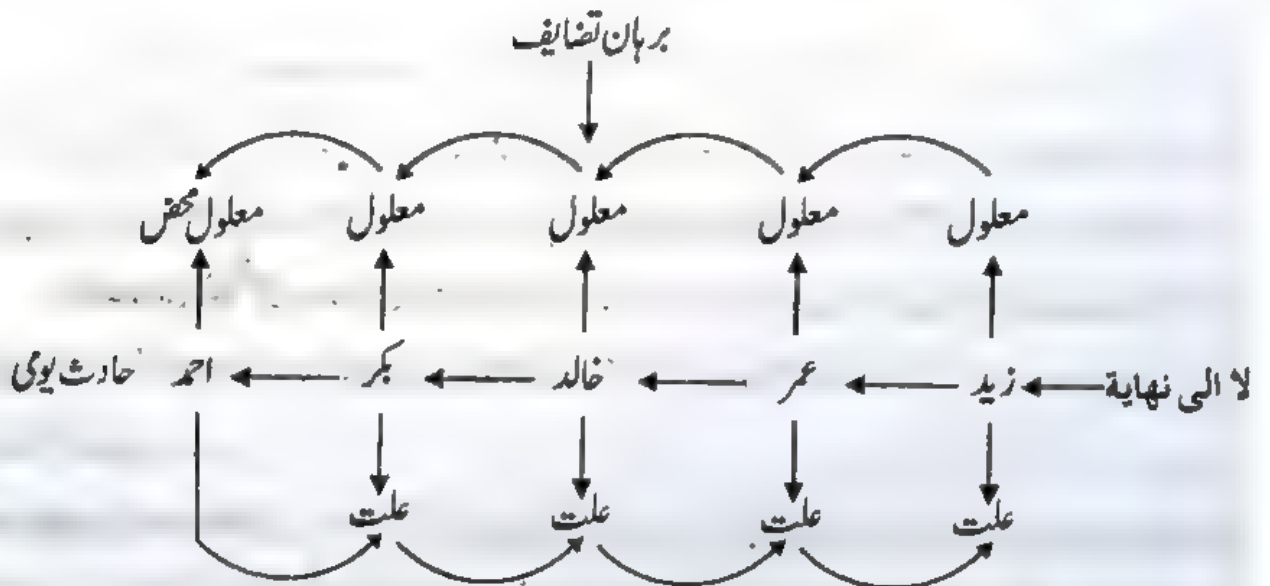 برہان تضایف
معلول معلول معلول معلول معلول محض
لا الی نهایة زید عمر خالد بکر احمد حادث یومی
علت علت علت علت